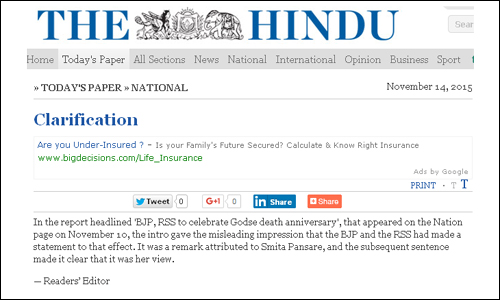 THE HINDU
Home Today's Paper All Sections News National International Opinion Business Sport
» TODAY'S PAPER » NATIONAL November 14, 2015
Clarification
Are you Under-Insured ? - Is your Family's Future Secured? Calculate & Know Right Insurance
www.bigdecisions.com/Life_Insurance
Ads by Google
PRINT · T T
Tweet 0 +1 0 in Share Share
In the report headlined 'BJP, RSS to celebrate Godse death anniversary', that appeared on the Nation
page on November 10, the intro gave the misleading impression that the BJP and the RSS had made a
statement to that effect. It was a remark attributed to Smita Pansare, and the subsequent sentence
made it clear that it was her view.
— Readers' Editor